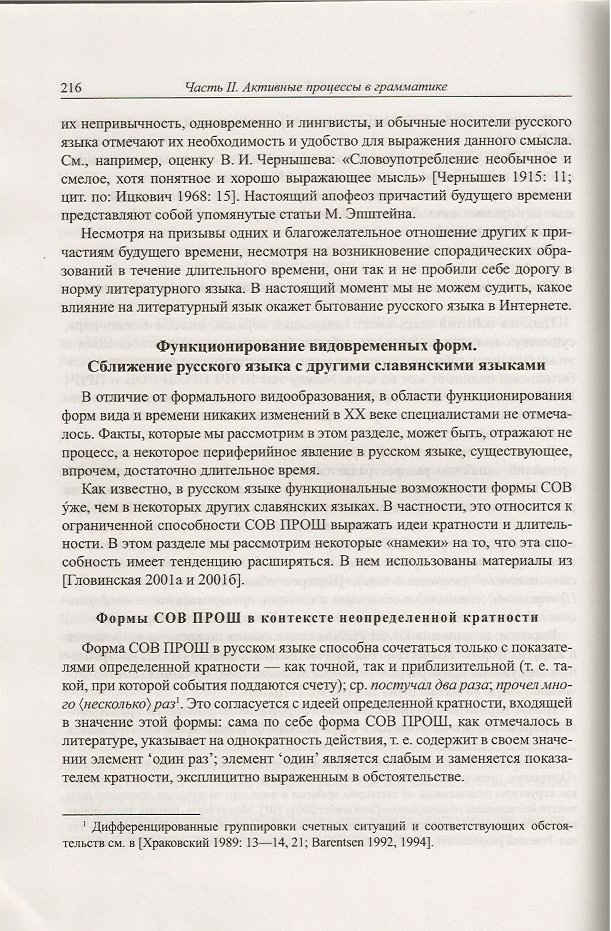 216
Часть II. Активные процессы в грамматике
их непривычность, одновременно и лингвисты, и обычные носители русского
языка отмечают их необходимость и удобство для выражения данного смысла.
См., например, оценку В. И. Чернышева: «Словоупотребление необычное и
смелое, хотя понятное и хорошо выражающее мысль» [Чернышев 1915: 11;
цит. по: Ицкович 1968: 15]. Настоящий апофеоз причастий будущего времени
представляют собой упомянутые статьи М. Эпштейна.
Несмотря на призывы одних и благожелательное отношение других к при-
частиям будущего времени, несмотря на возникновение спорадических обра-
зований в течение длительного времени, они так и не пробили себе дорогу в
норму литературного языка. В настоящий момент мы не можем судить, какое
влияние на литературный язык окажет бытование русского языка в Интернете.
Функционирование видовременных форм.
Сближение русского языка с другими славянскими языками
В отличие от формального видообразования, в области функционирования
форм вида и времени никаких изменений в XX веке специалистами не отмеча-
лось. Факты, которые мы рассмотрим в этом разделе, может быть, отражают не
процесс, а некоторое периферийное явление в русском языке, существующее,
впрочем, достаточно длительное время.
Как известно, в русском языке функциональные возможности формы СОВ
у́же, чем в некоторых других славянских языках. В частности, это относится к
ограниченной способности СОВ ПРОШ выражать идеи кратности и длитель-
ности. В этом разделе мы рассмотрим некоторые «намеки» на то, что эта спо-
собность имеет тенденцию расширяться. В нем использованы материалы из
[Гловинская 2001а и 2001б].
Формы СОВ ПРОШ в контексте неопределенной кратности
Форма СОВ ПРОШ в русском языке способна сочетаться только с показате-
лями определенной кратности — как точной, так и приблизительной (т. е. та-
кой, при которой события поддаются счету); ср. постучал два раза; прочел мно-
го ⟨несколько⟩ раз¹. Это согласуется с идеей определенной кратности, входящей
в значение этой формы: сама по себе форма СОВ ПРОШ, как отмечалось в
литературе, указывает на однократность действия, т. е. содержит в своем значе-
нии элемент ‘один раз’; элемент ‘один’ является слабым и заменяется показа-
телем кратности, эксплицитно выраженным в обстоятельстве.
¹ Дифференцированные группировки счетных ситуаций и соответствующих обстоя-
тельств см. в [Храковский 1989: 13—14, 21; Barentsen 1992, 1994].